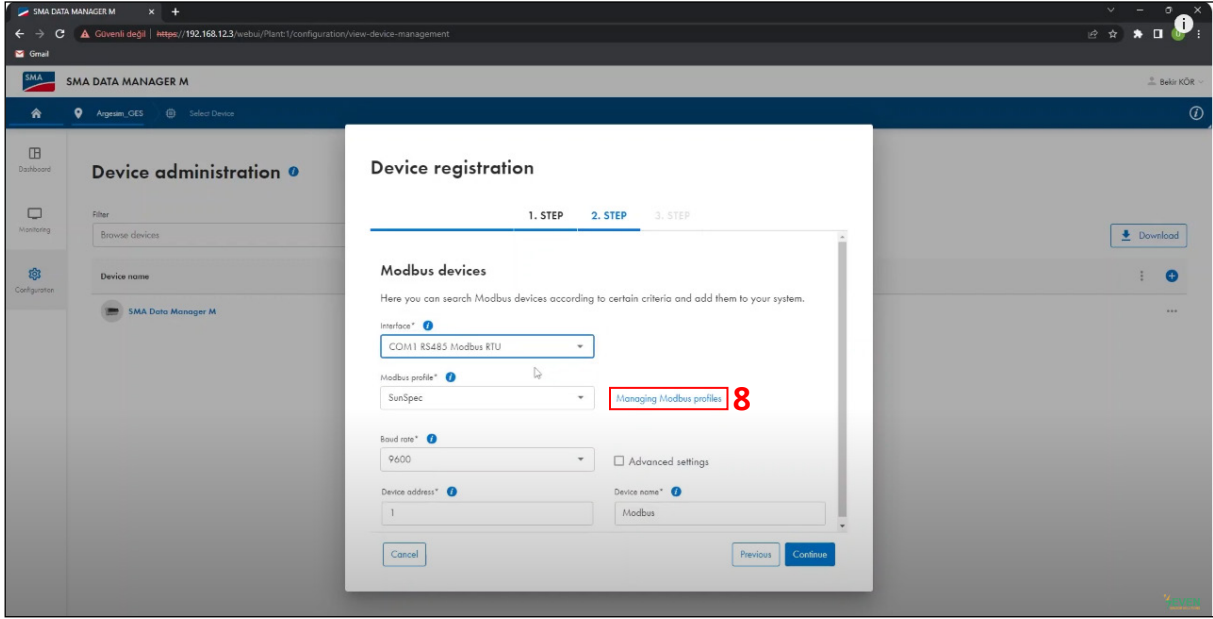 SMA DATA MANAGER M
Güvenli değil | https://192.168.12.3/webui/Plant:1/configuration/view-device-management
Gmail
SMA SMA DATA MANAGER M Bekir KÖR
Argesim_GES Select Device
Dashboard
Monitoring
Configuration
Device administration
Filter
Browse devices
Download
Device name
SMA Data Manager M
Device registration
1. STEP 2. STEP 3. STEP
Modbus devices
Here you can search Modbus devices according to certain criteria and add them to your system.
Interface*
COM1 RS485 Modbus RTU
Modbus profile*
SunSpec Managing Modbus profiles 8
Baud rate*
9600 Advanced settings
Device address* Device name*
1 Modbus
Cancel Previous Continue